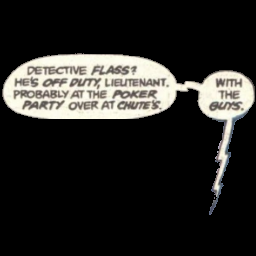 DETECTIVE FLASS?
HE'S OFF DUTY, LIEUTENANT.
PROBABLY AT THE POKER
PARTY OVER AT CHUTE'S.
WITH
THE
GUYS.